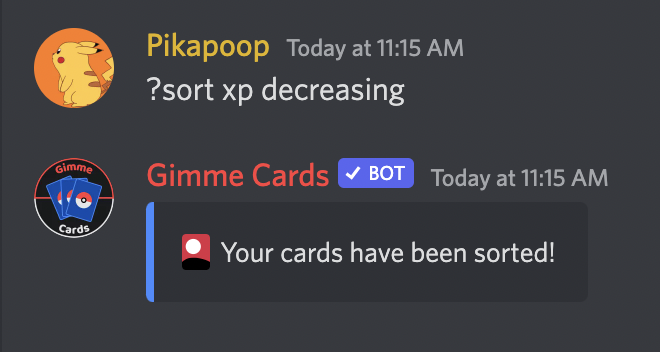 Pikapoop Today at 11:15 AM
?sort xp decreasing
Gimme
Cards
Gimme Cards ✓ BOT Today at 11:15 AM
🎴 Your cards have been sorted!